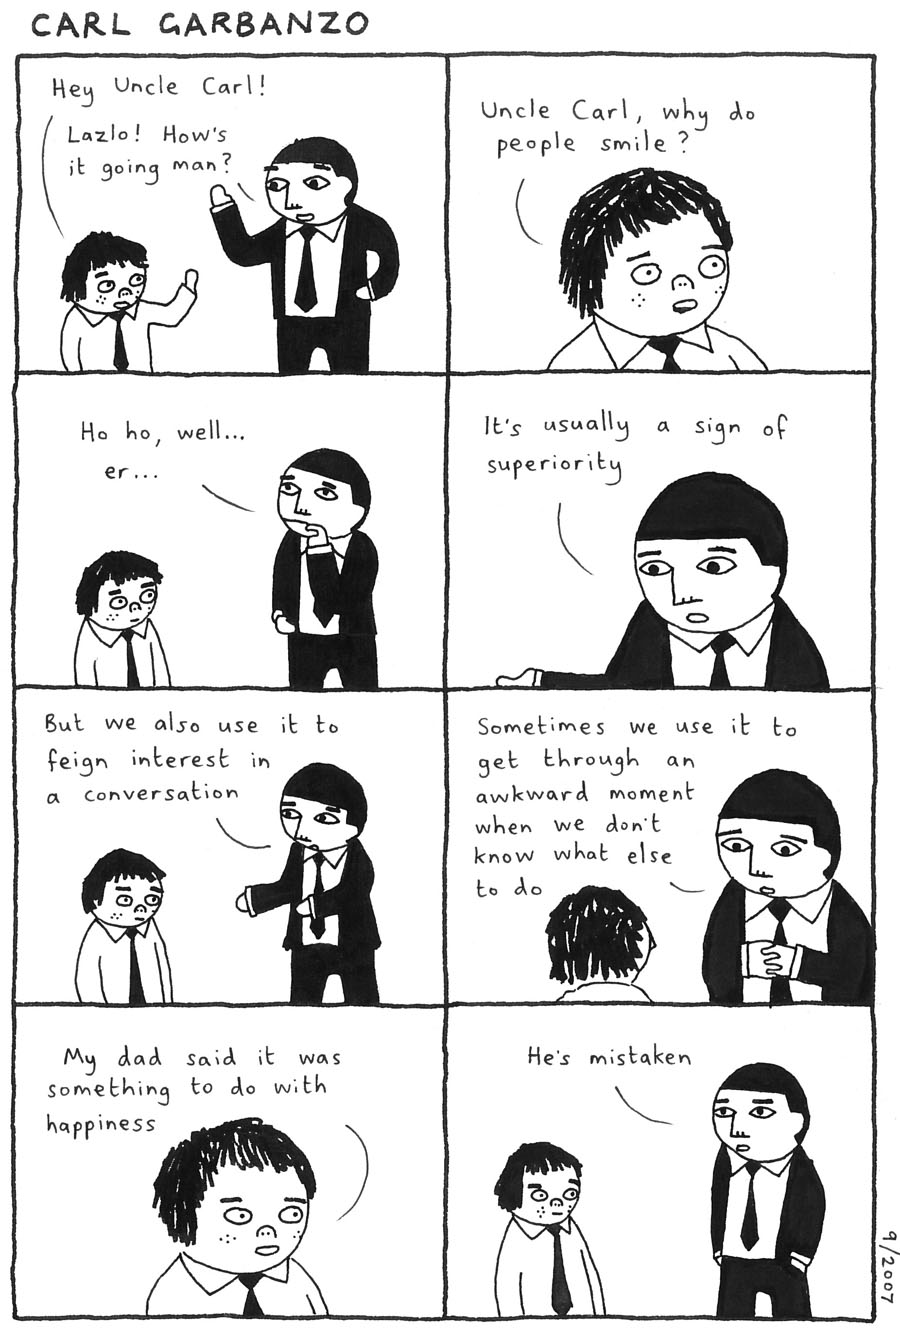 CARL GARBANZO
Hey Uncle Carl!
Lazlo! How's
it going man?
Uncle Carl, why do
people smile?
Ho ho, well...
er...
It's usually a sign of
superiority
But we also use it to
feign interest in
a conversation
Sometimes we use it to
get through an
awkward moment
when we don't
know what else
to do
My dad said it was
something to do with
happiness
He's mistaken
9/2007